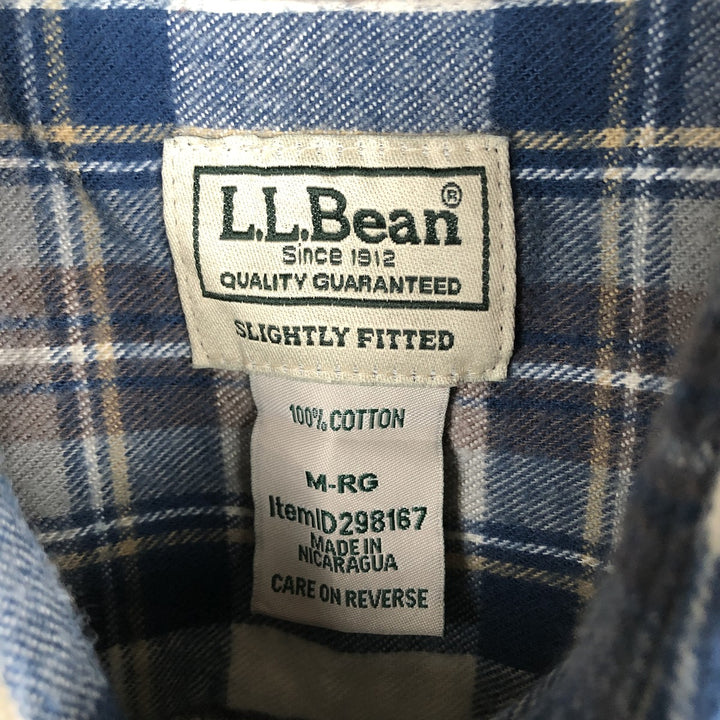 L.L.Bean®
Since 1912
QUALITY GUARANTEED
SLIGHTLY FITTED
100% COTTON
M-RG
ItemID298167
MADE IN
NICARAGUA
CARE ON REVERSE